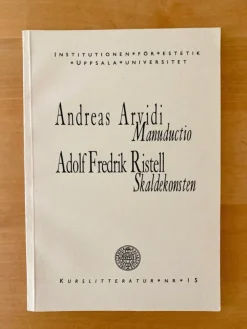 INSTITUTIONEN FÖR ESTETIK
UPPSALA UNIVERSITET
Andreas Arvidi
Manuductio
Adolf Fredrik Ristell
Skaldekonsten
KURSLITTERATUR NR 15